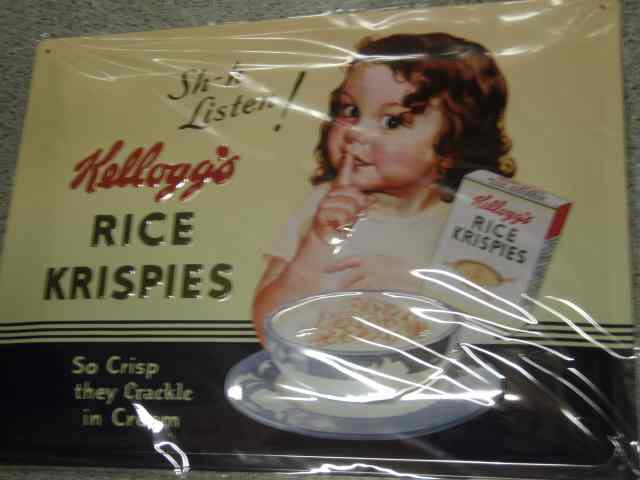 Sh-h
Listen!
Kellogg's
RICE
KRISPIES
Kellogg's
RICE
KRISPIES
So Crisp
they Crackle
in Cream